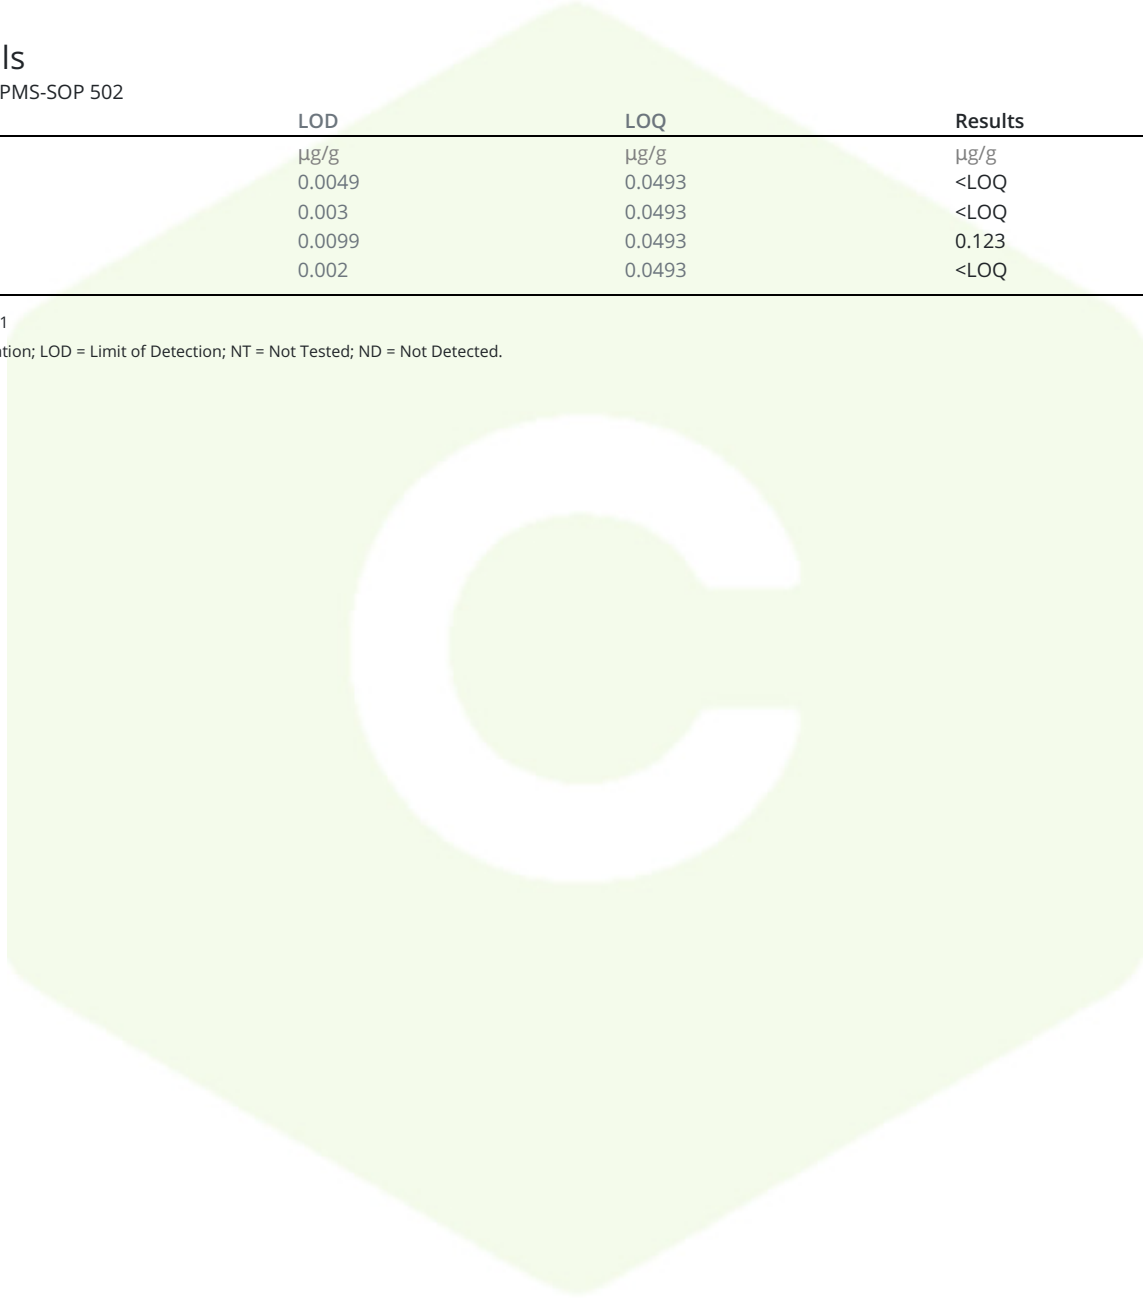 ls
PMS-SOP 502
LOD LOQ Results
µg/g µg/g µg/g
0.0049 0.0493 <LOQ
0.003 0.0493 <LOQ
0.0099 0.0493 0.123
0.002 0.0493 <LOQ
1
ation; LOD = Limit of Detection; NT = Not Tested; ND = Not Detected.
C